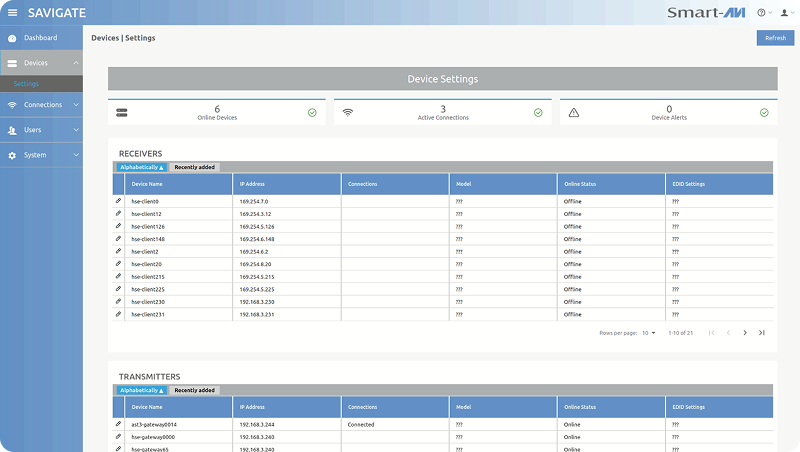 SAVIGATE
Smart-AVI
Dashboard
Devices
Settings
Connections
Users
System
Devices | Settings
Refresh
Device Settings
6
Online Devices
3
Active Connections
0
Device Alerts
RECEIVERS
Alphabetically ▲ Recently added
Device Name IP Address Connections Model Online Status EDID Settings
hse-client0 169.254.7.0 ??? Offline ???
hse-client12 169.254.3.12 ??? Offline ???
hse-client126 169.254.5.126 ??? Offline ???
hse-client148 169.254.6.148 ??? Offline ???
hse-client2 169.254.6.2 ??? Offline ???
hse-client20 169.254.8.20 ??? Offline ???
hse-client215 169.254.5.215 ??? Offline ???
hse-client225 169.254.5.225 ??? Offline ???
hse-client230 192.168.3.230 ??? Offline ???
hse-client231 192.168.3.231 ??? Offline ???
Rows per page: 10 1-10 of 21
TRANSMITTERS
Alphabetically ▲ Recently added
Device Name IP Address Connections Model Online Status EDID Settings
ast3-gateway0014 192.168.3.244 Connected ??? Online ???
hse-gateway0000 192.168.3.260 ??? Online ???
hse-gateway65 192.168.3.240 ??? Online ???